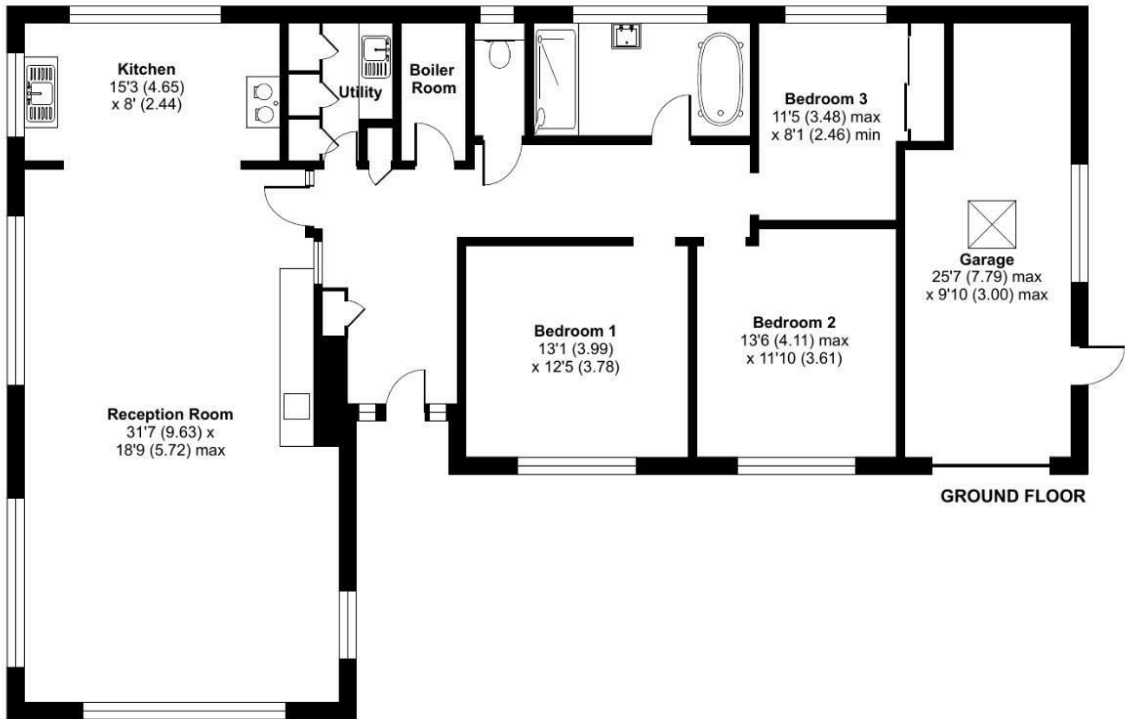 Kitchen
15'3 (4.65)
x 8' (2.44)
Utility
Boiler
Room
Bedroom 3
11'5 (3.48) max
x 8'1 (2.46) min
Garage
25'7 (7.79) max
x 9'10 (3.00) max
Bedroom 1
13'1 (3.99)
x 12'5 (3.78)
Bedroom 2
13'6 (4.11) max
x 11'10 (3.61)
Reception Room
31'7 (9.63) x
18'9 (5.72) max
GROUND FLOOR